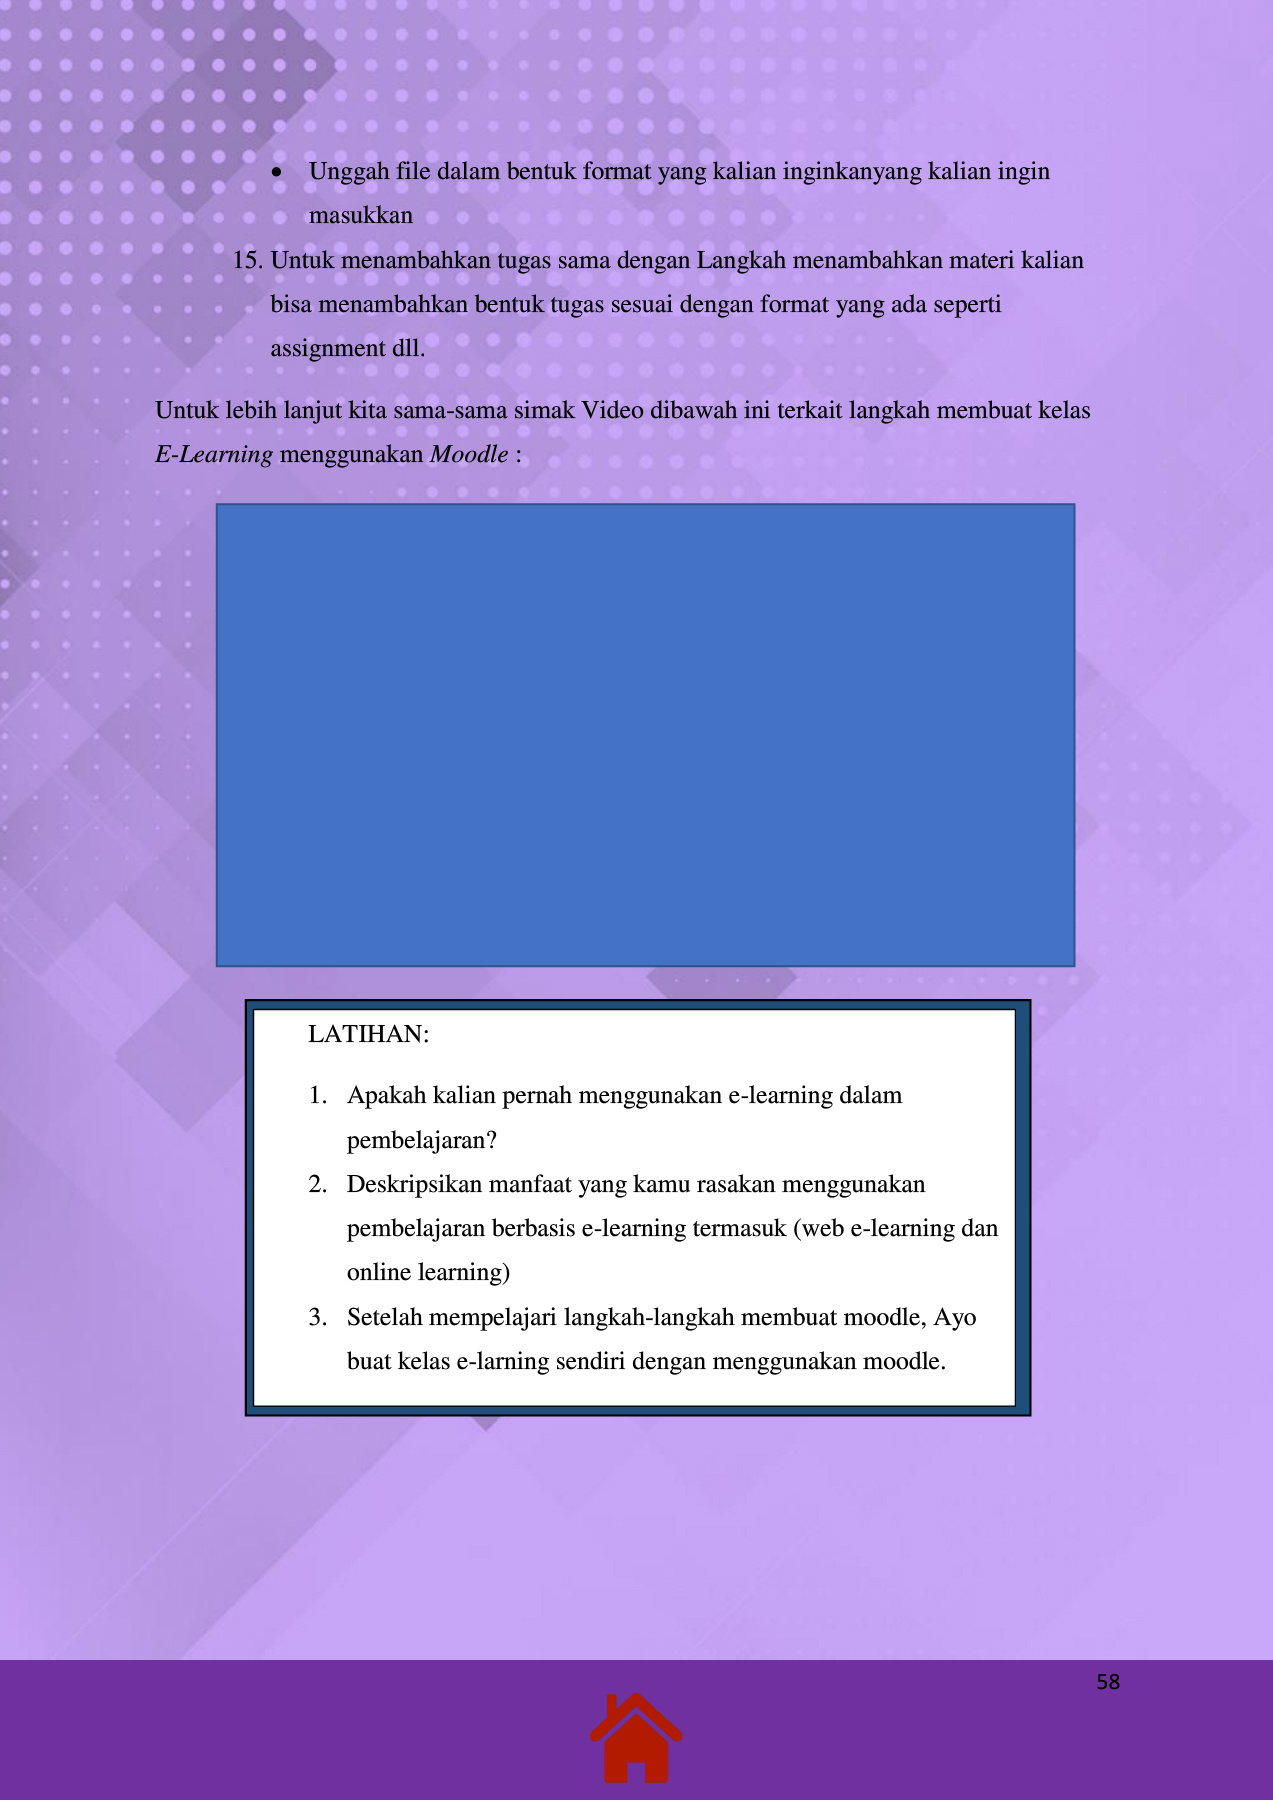 • Unggah file dalam bentuk format yang kalian inginkanyang kalian ingin
masukkan
15. Untuk menambahkan tugas sama dengan Langkah menambahkan materi kalian
bisa menambahkan bentuk tugas sesuai dengan format yang ada seperti
assignment dll.
Untuk lebih lanjut kita sama-sama simak Video dibawah ini terkait langkah membuat kelas
E-Learning menggunakan Moodle :
LATIHAN:
1. Apakah kalian pernah menggunakan e-learning dalam
pembelajaran?
2. Deskripsikan manfaat yang kamu rasakan menggunakan
pembelajaran berbasis e-learning termasuk (web e-learning dan
online learning)
3. Setelah mempelajari langkah-langkah membuat moodle, Ayo
buat kelas e-larning sendiri dengan menggunakan moodle.
58